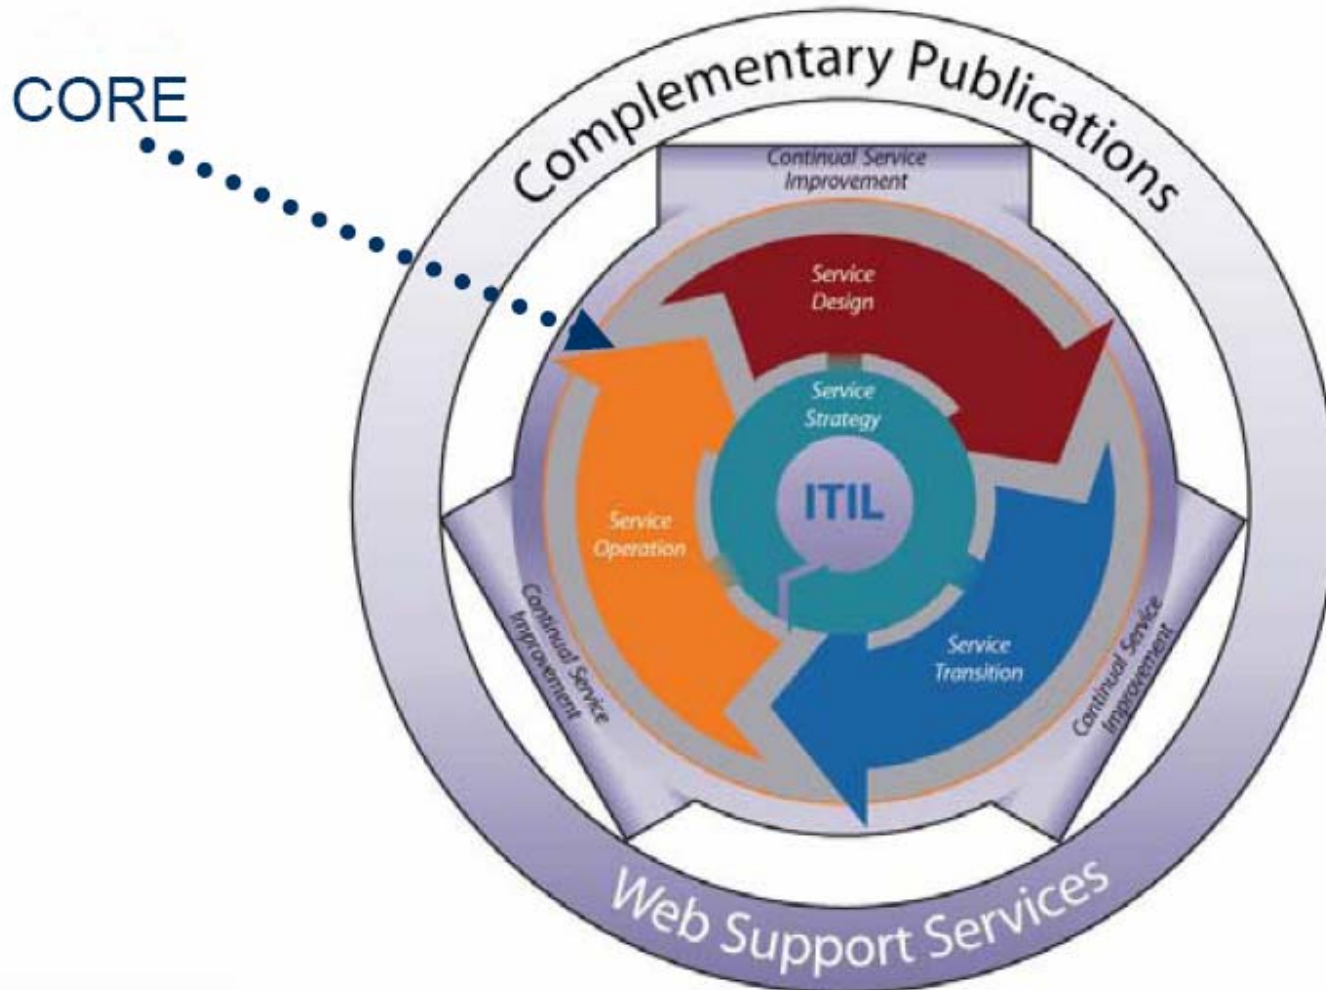 CORE
Complementary Publications
Continual Service
Improvement
Service
Design
Service
Strategy
ITIL
Service
Operation
Service
Transition
Continual Service
Improvement
Continual Service
Improvement
Web Support Services